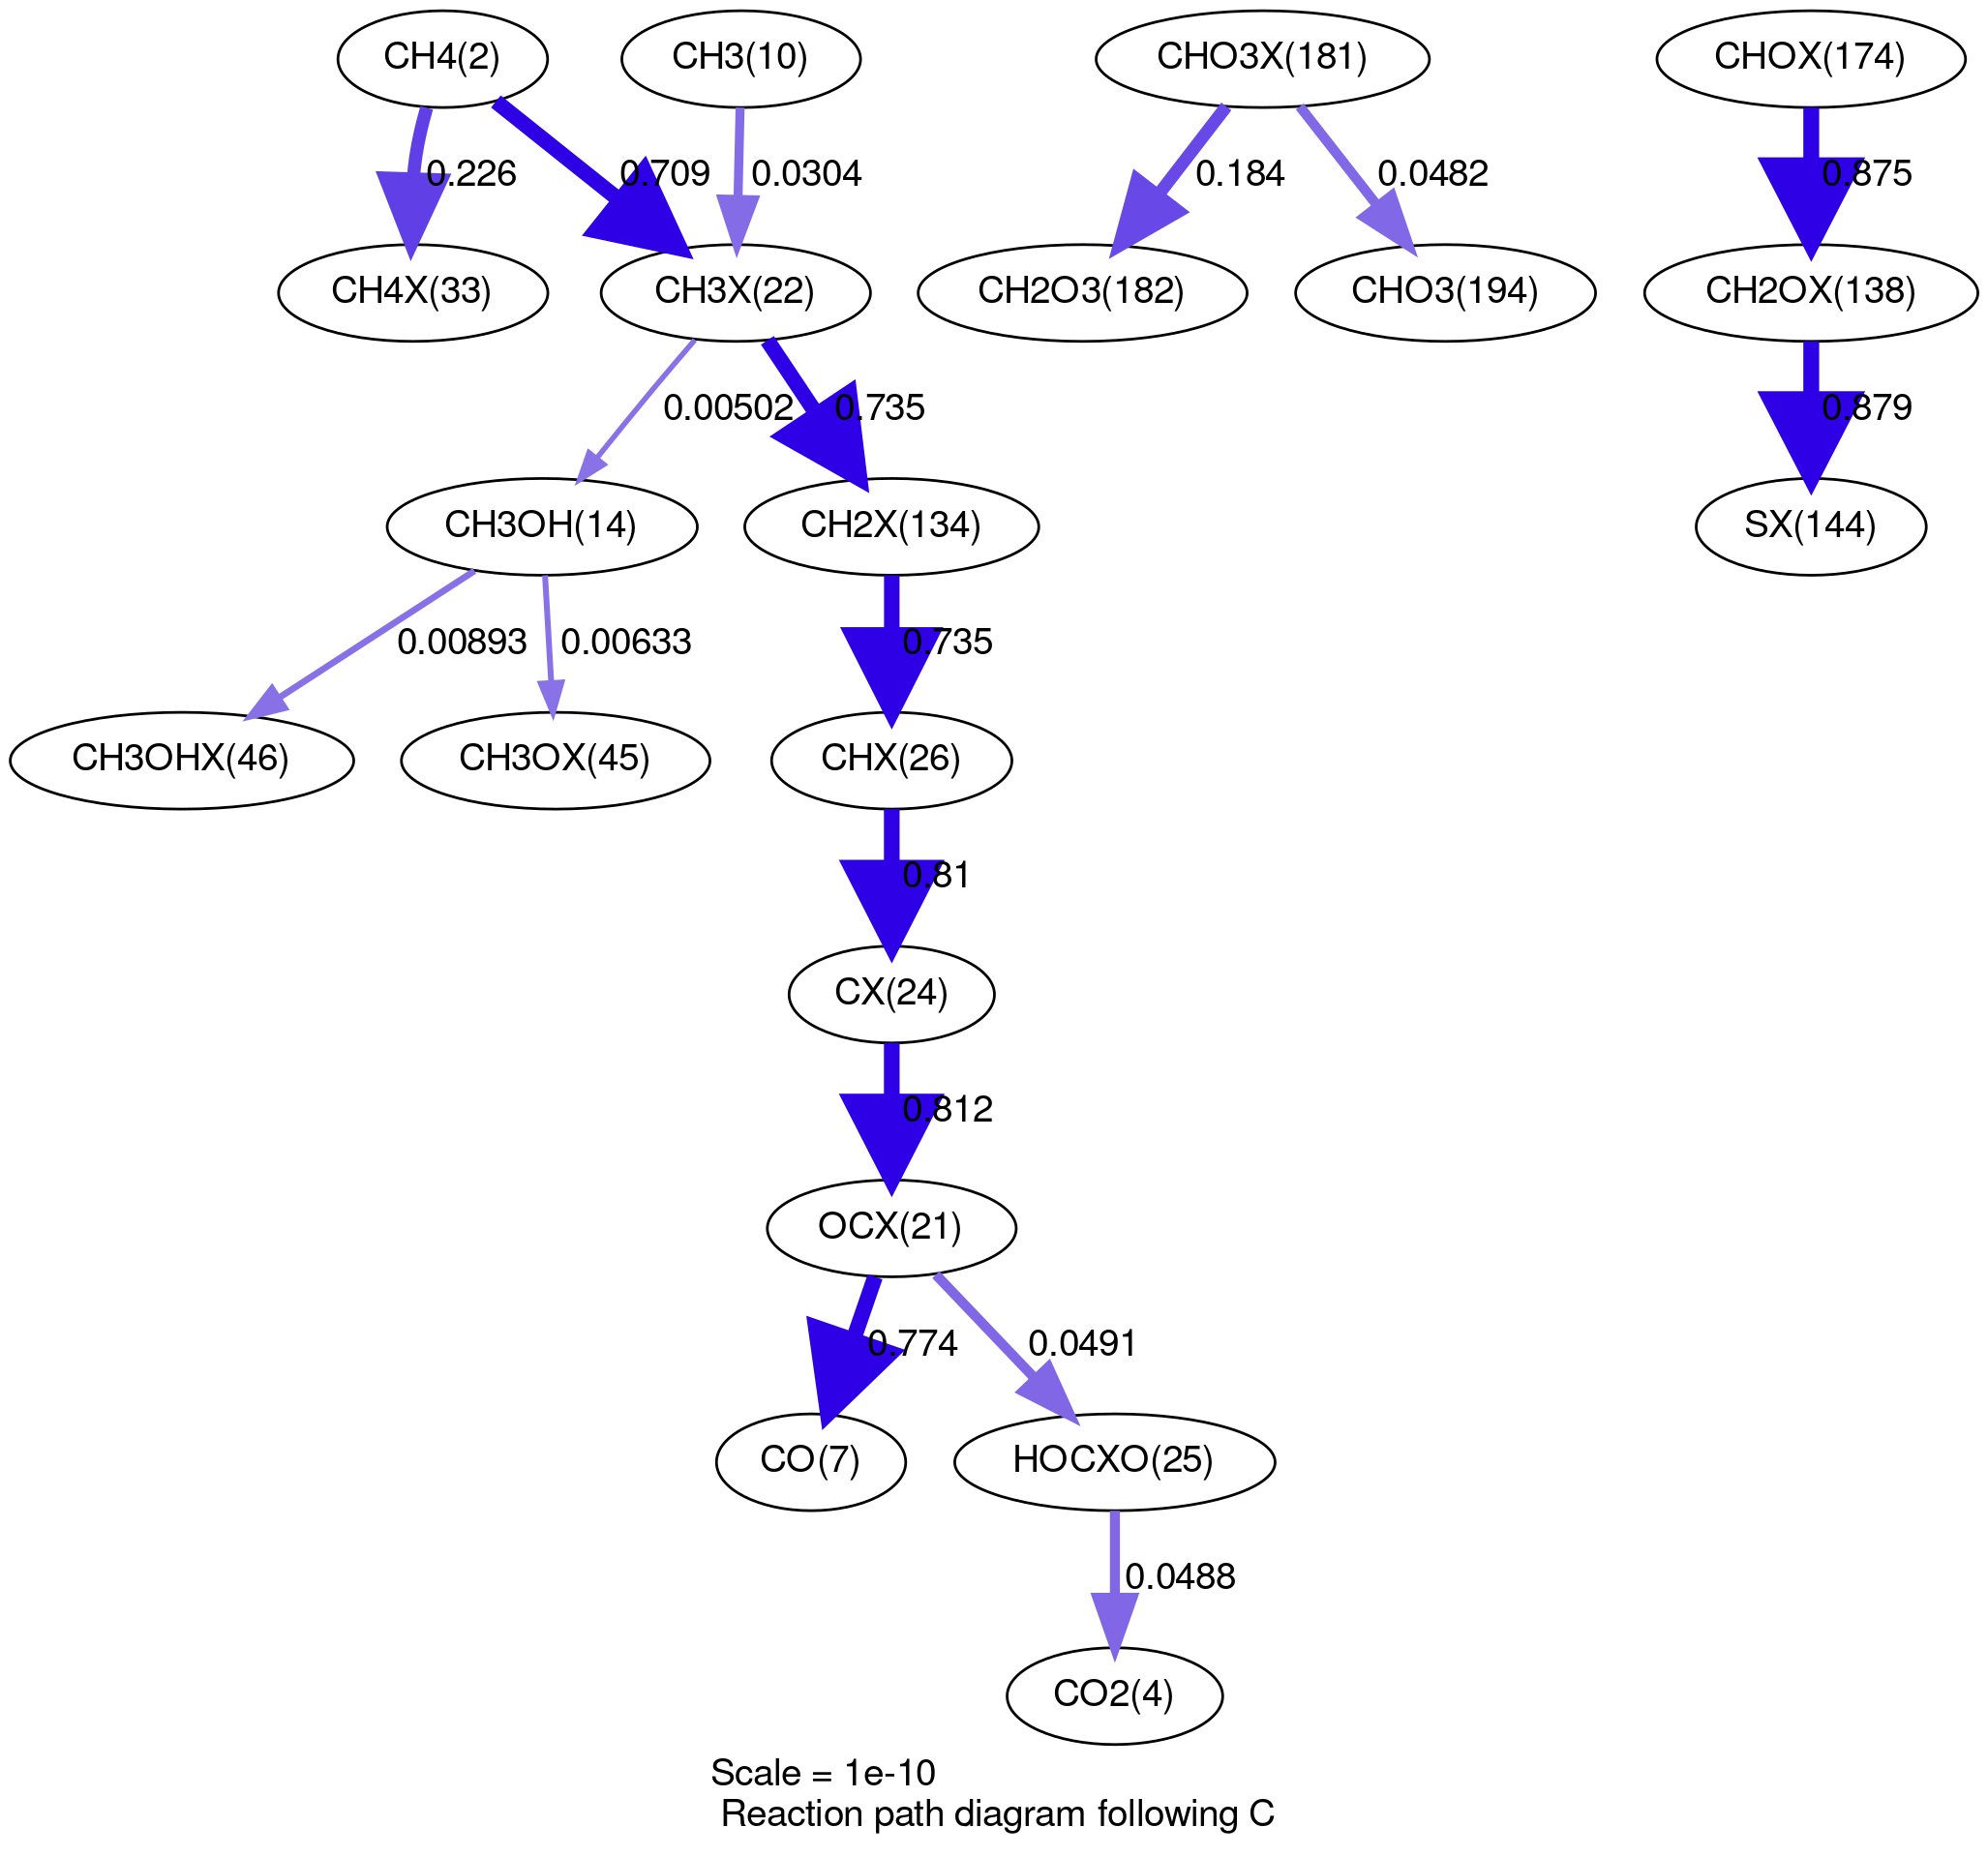 CH4(2)
CH3(10)
CHO3X(181)
CHOX(174)
0.226
0.709
0.0304
0.184
0.0482
0.875
CH4X(33)
CH3X(22)
CH2O3(182)
CHO3(194)
CH2OX(138)
0.00502
0.735
0.879
CH3OH(14)
CH2X(134)
SX(144)
0.00893
0.00633
0.735
CH3OHX(46)
CH3OX(45)
CHX(26)
0.81
CX(24)
0.812
OCX(21)
0.774
0.0491
CO(7)
HOCXO(25)
0.0488
CO2(4)
Scale = 1e-10
Reaction path diagram following C